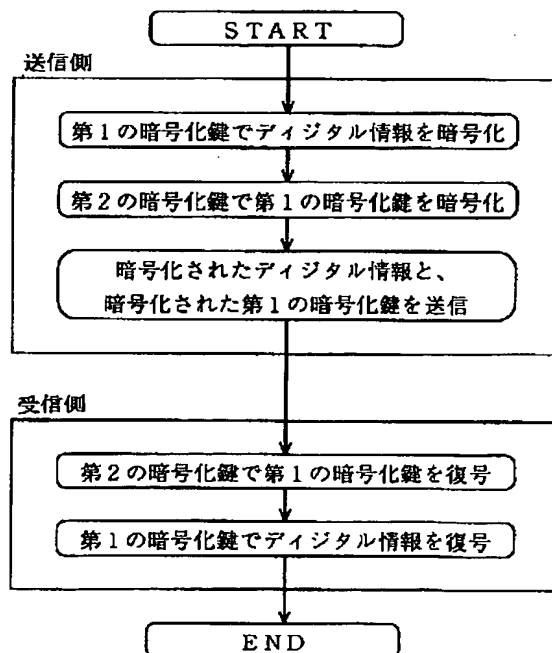 START
送信側
第1の暗号化鍵でディジタル情報を暗号化
第2の暗号化鍵で第1の暗号化鍵を暗号化
暗号化されたディジタル情報と、
暗号化された第1の暗号化鍵を送信
受信側
第2の暗号化鍵で第1の暗号化鍵を復号
第1の暗号化鍵でディジタル情報を復号
END